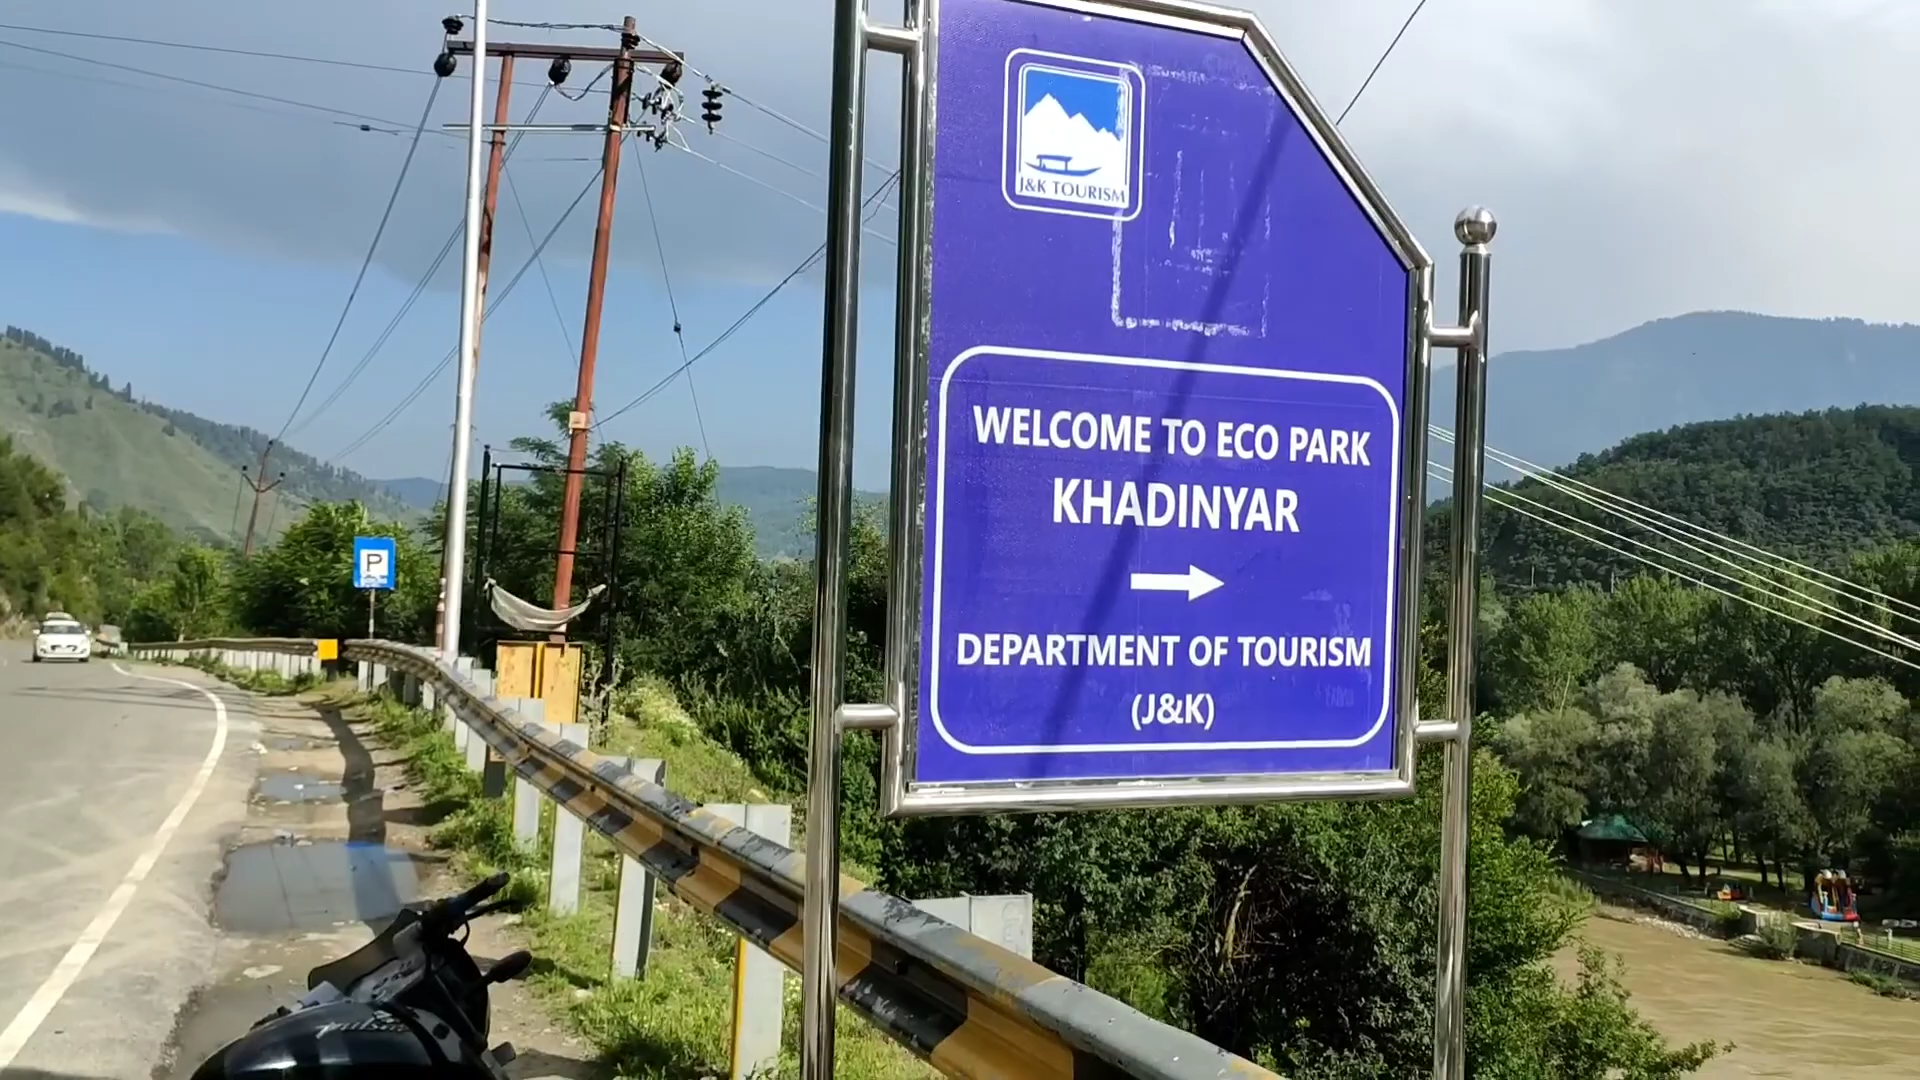 J&K TOURISM
WELCOME TO ECO PARK
KHADINYAR
DEPARTMENT OF TOURISM
(J&K)
P